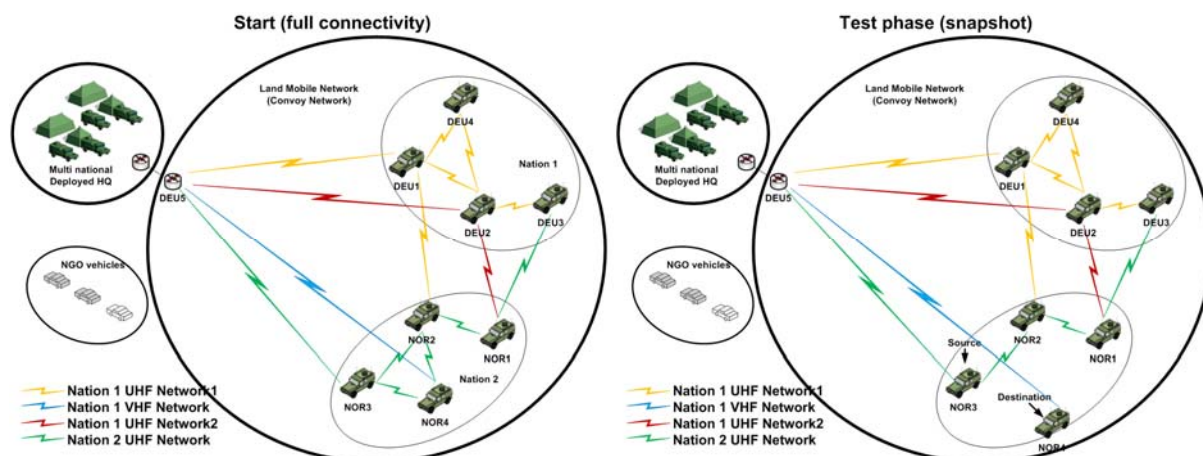 Start (full connectivity)
Land Mobile Network
(Convoy Network)
DEU4
Multi national
Deployed HQ
DEU1
Nation 1
DEU5
DEU2
DEU3
NGO vehicles
NOR2
NOR1
Nation 2
NOR3
NOR4
Nation 1 UHF Network1
Nation 1 VHF Network
Nation 1 UHF Network2
Nation 2 UHF Network
Test phase (snapshot)
Land Mobile Network
(Convoy Network)
DEU4
Multi national
Deployed HQ
DEU1
Nation 1
DEU5
DEU2
DEU3
NGO vehicles
Source
NOR2
NOR1
NOR3
Destination
NOR4
Nation 1 UHF Network1
Nation 1 VHF Network
Nation 1 UHF Network2
Nation 2 UHF Network